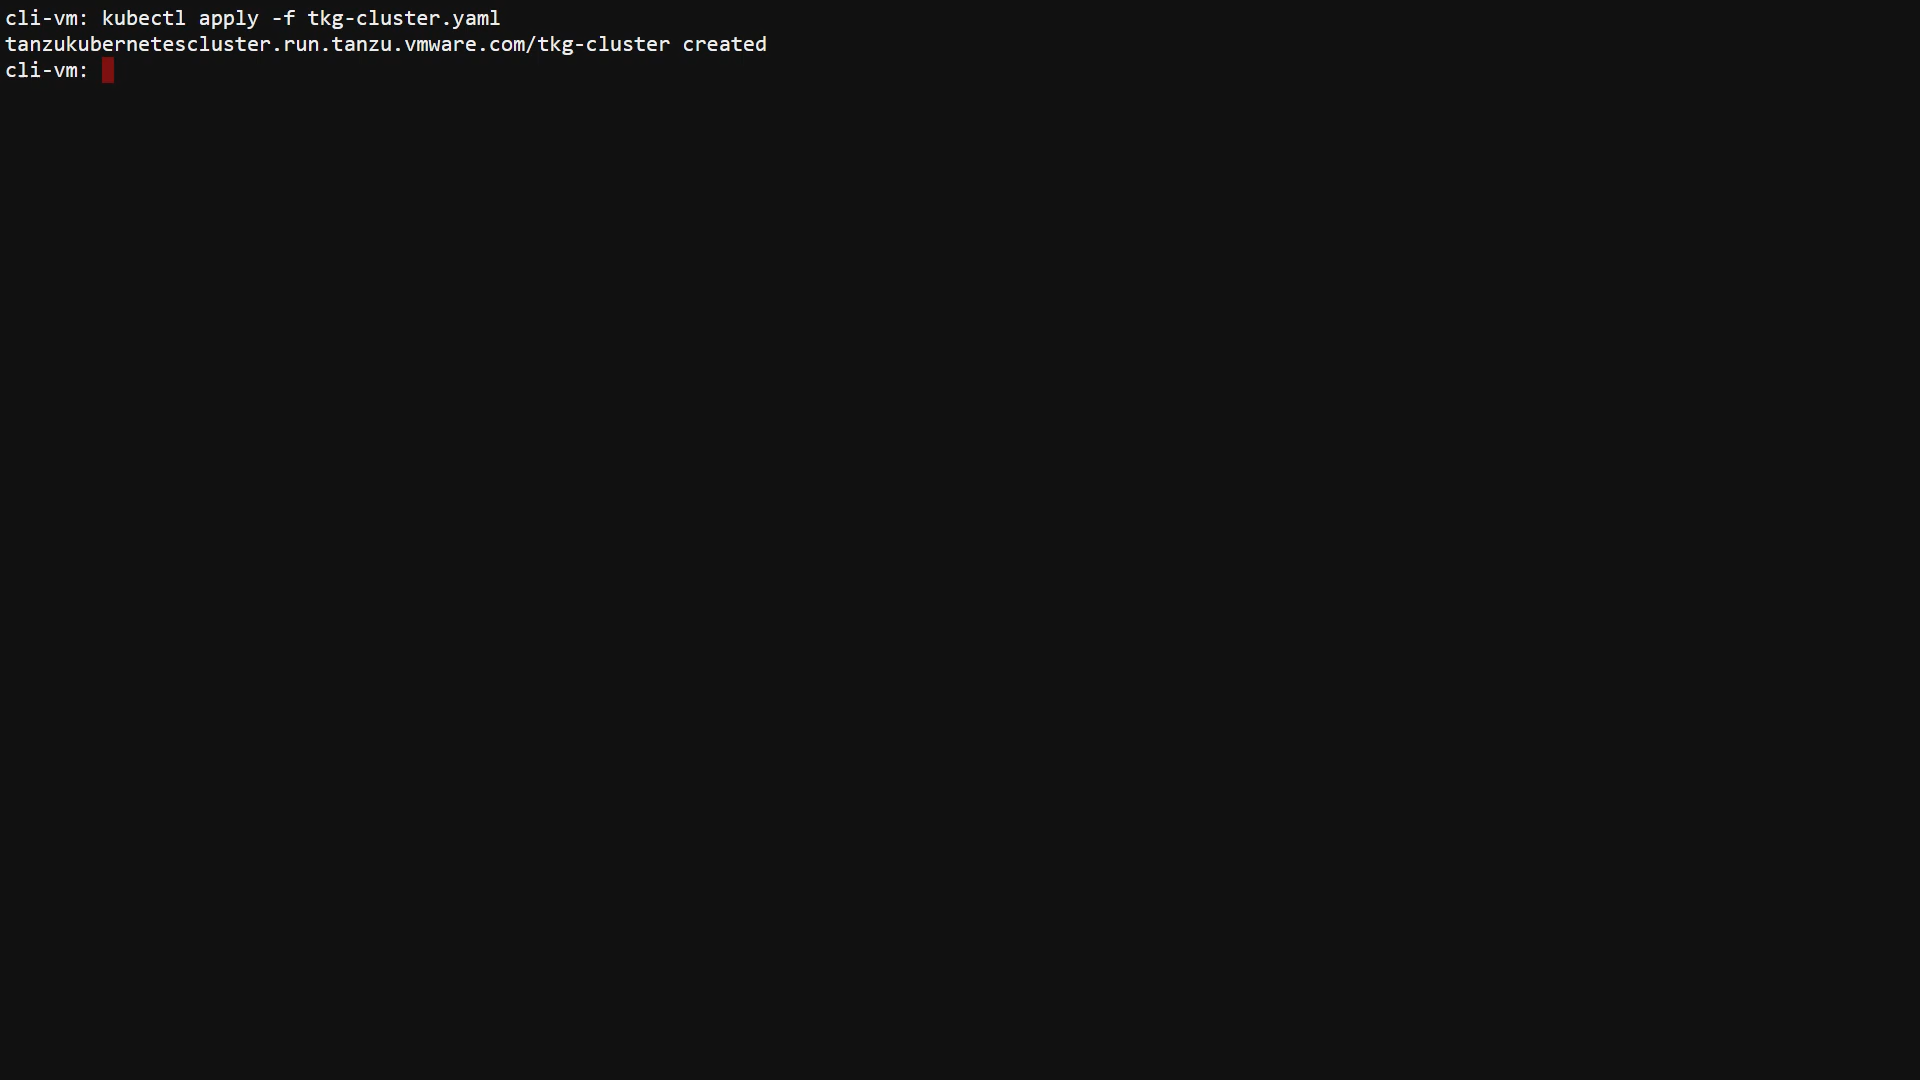 cli-vm: kubectl apply -f tkg-cluster.yaml
tanzukubernetescluster.run.tanzu.vmware.com/tkg-cluster created
cli-vm: